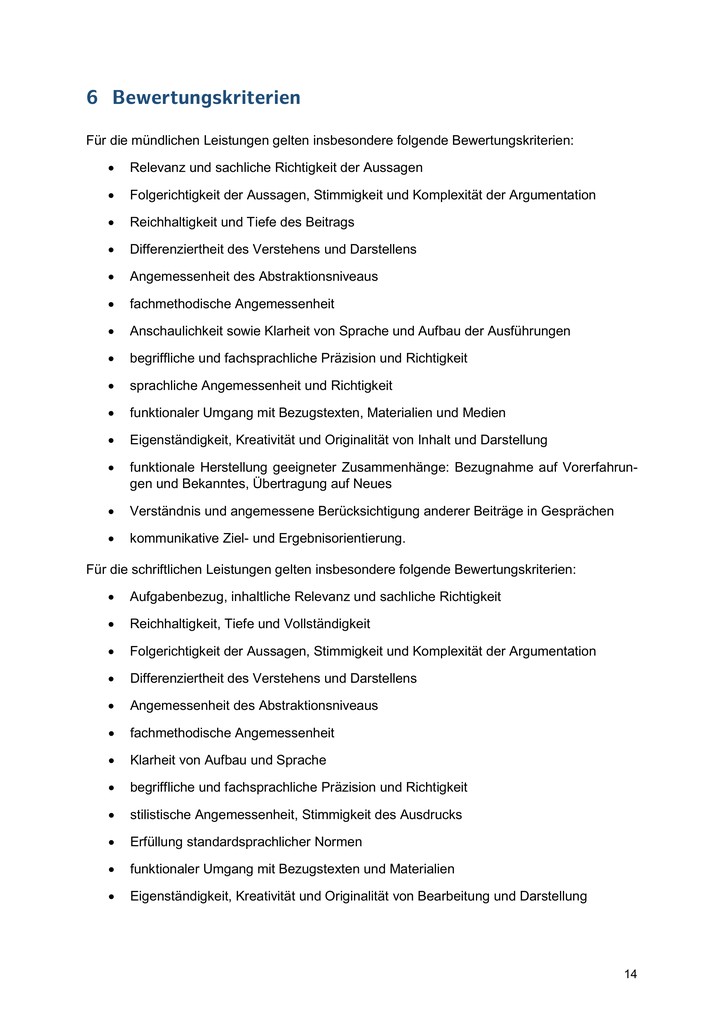 6 Bewertungskriterien
Für die mündlichen Leistungen gelten insbesondere folgende Bewertungskriterien:
• Relevanz und sachliche Richtigkeit der Aussagen
• Folgerichtigkeit der Aussagen, Stimmigkeit und Komplexität der Argumentation
• Reichhaltigkeit und Tiefe des Beitrags
• Differenziertheit des Verstehens und Darstellens
• Angemessenheit des Abstraktionsniveaus
• fachmethodische Angemessenheit
• Anschaulichkeit sowie Klarheit von Sprache und Aufbau der Ausführungen
• begriffliche und fachsprachliche Präzision und Richtigkeit
• sprachliche Angemessenheit und Richtigkeit
• funktionaler Umgang mit Bezugstexten, Materialien und Medien
• Eigenständigkeit, Kreativität und Originalität von Inhalt und Darstellung
• funktionale Herstellung geeigneter Zusammenhänge: Bezugnahme auf Vorerfahrun-
gen und Bekanntes, Übertragung auf Neues
• Verständnis und angemessene Berücksichtigung anderer Beiträge in Gesprächen
• kommunikative Ziel- und Ergebnisorientierung.
Für die schriftlichen Leistungen gelten insbesondere folgende Bewertungskriterien:
• Aufgabenbezug, inhaltliche Relevanz und sachliche Richtigkeit
• Reichhaltigkeit, Tiefe und Vollständigkeit
• Folgerichtigkeit der Aussagen, Stimmigkeit und Komplexität der Argumentation
• Differenziertheit des Verstehens und Darstellens
• Angemessenheit des Abstraktionsniveaus
• fachmethodische Angemessenheit
• Klarheit von Aufbau und Sprache
• begriffliche und fachsprachliche Präzision und Richtigkeit
• stilistische Angemessenheit, Stimmigkeit des Ausdrucks
• Erfüllung standardsprachlicher Normen
• funktionaler Umgang mit Bezugstexten und Materialien
• Eigenständigkeit, Kreativität und Originalität von Bearbeitung und Darstellung
14